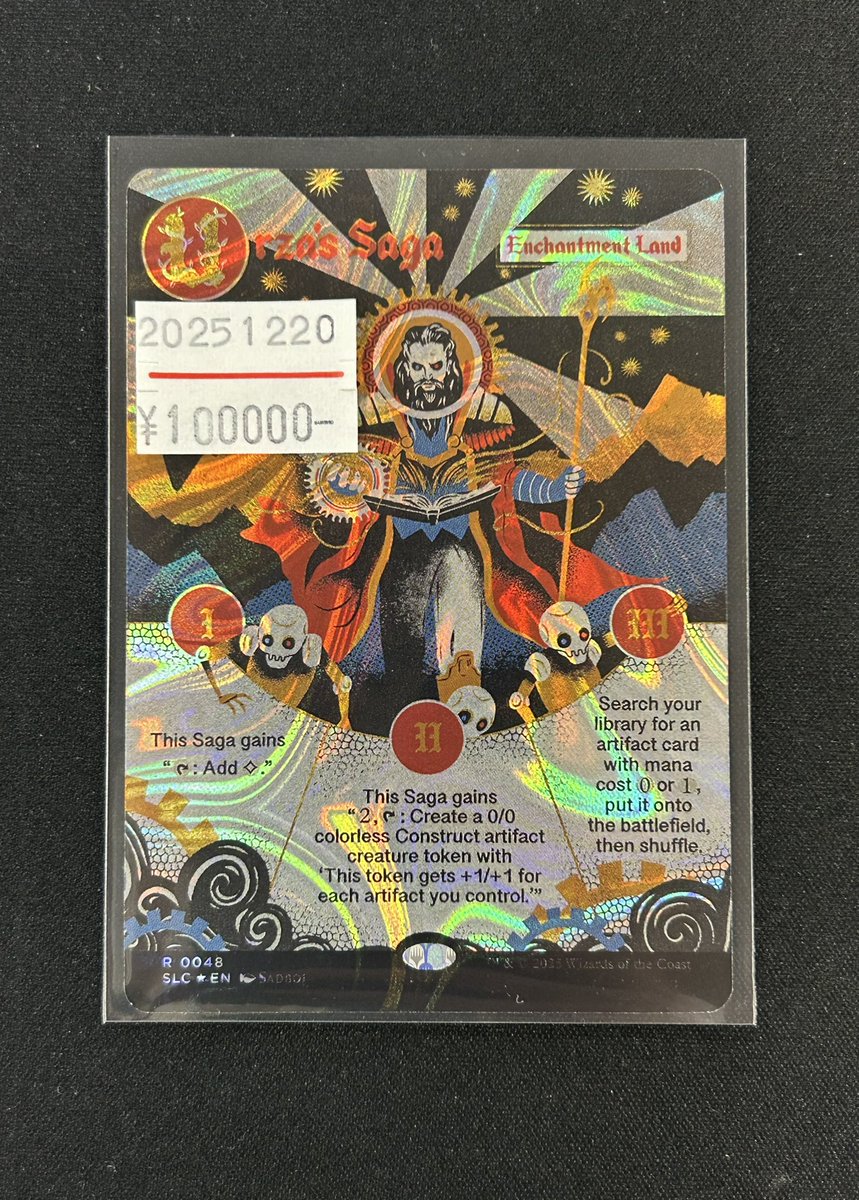 Urza's Saga
Enchantment Land
20251220
¥100000-
I
III
II
This Saga gains
“ : Add .”
This Saga gains
“2, : Create a 0/0
colorless Construct artifact
creature token with
‘This token gets +1/+1 for
each artifact you control.’”
Search your
library for an
artifact card
with mana
cost 0 or 1,
put it onto
the battlefield,
then shuffle.
R 0048
SLC★EN SADBOI
& © 2023 Wizards of the Coast